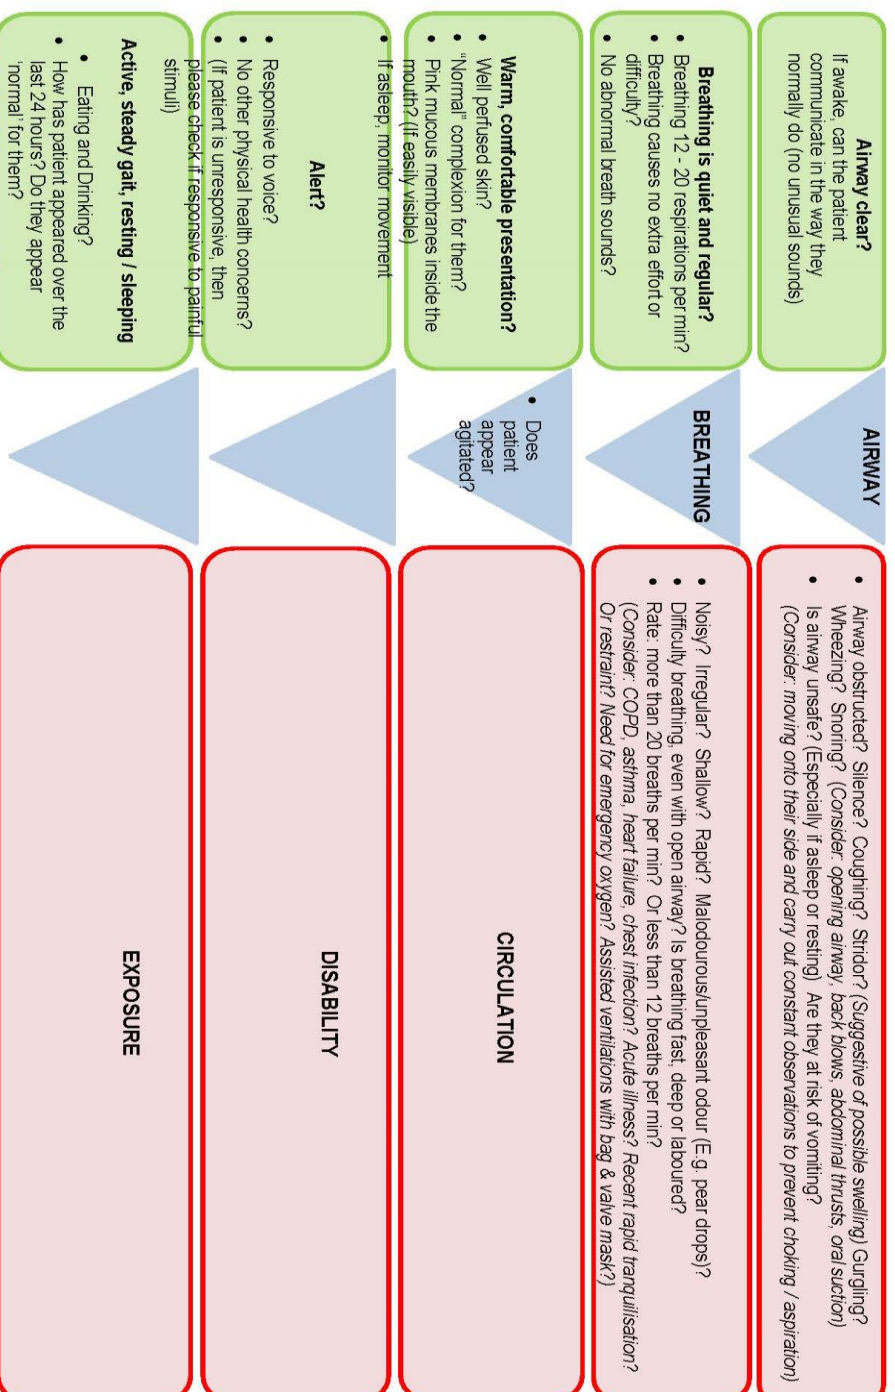 Airway clear?
If awake, can the patient
communicate in the way they
normally do (no unusual sounds)
AIRWAY
• Airway obstructed? Silence? Coughing? Stridor? (Suggestive of possible swelling) Gurgling?
Wheezing? Snoring? (Consider: opening airway, back blows, abdominal thrusts, oral suction)
• Is airway unsafe? (Especially if asleep or resting) Are they at risk of vomiting?
(Consider: moving onto their side and carry out constant observations to prevent choking / aspiration)
Breathing is quiet and regular?
• Breathing 12 - 20 respirations per min?
• Breathing causes no extra effort or
difficulty?
• No abnormal breath sounds?
BREATHING
• Noisy? Irregular? Shallow? Rapid? Malodourous/unpleasant odour (E.g. pear drops)?
• Difficulty breathing, even with open airway? Is breathing fast, deep or laboured?
• Rate: more than 20 breaths per min? Or less than 12 breaths per min?
(Consider: COPD, asthma, heart failure, chest infection? Acute illness? Recent rapid tranquilisation?
Or restraint? Need for emergency oxygen? Assisted ventilations with bag & valve mask?)
Warm, comfortable presentation?
• Well perfused skin?
• "Normal" complexion for them?
• Pink mucous membranes inside the
mouth? (If easily visible)
• If asleep, monitor movement
• Does
patient
appear
agitated?
CIRCULATION
Alert?
• Responsive to voice?
• No other physical health concerns?
• (If patient is unresponsive, then
please check if responsive to painful
stimuli)
DISABILITY
Active, steady gait, resting / sleeping
• Eating and Drinking?
• How has patient appeared over the
last 24 hours? Do they appear
'normal' for them?
EXPOSURE